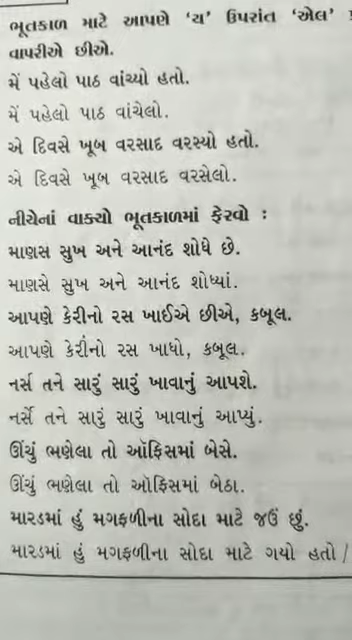 ભૂતકાળ માટે આપણે ‘ય’ ઉપરાંત ‘એલ’
વાપરીએ છીએ.
મેં પહેલો પાઠ વાંચ્યો હતો.
મેં પહેલો પાઠ વાંચેલો.
એ દિવસે ખૂબ વરસાદ વરસ્યો હતો.
એ દિવસે ખૂબ વરસાદ વરસેલો.
નીચેનાં વાક્યો ભૂતકાળમાં ફેરવો :
માણસ સુખ અને આનંદ શોધે છે.
માણસે સુખ અને આનંદ શોધ્યાં.
આપણે કેરીનો રસ ખાઈએ છીએ, કબૂલ.
આપણે કેરીનો રસ ખાધો, કબૂલ.
નર્સ તને સારું સારું ખાવાનું આપશે.
નર્સે તને સારું સારું ખાવાનું આપ્યું.
ઊંચું ભણેલા તો ઑફિસમાં બેસે.
ઊંચું ભણેલા તો ઓફિસમાં બેઠા.
મારડમાં હું મગફળીના સોદા માટે જઉં છું.
મારડમાં હું મગફળીના સોદા માટે ગયો હતો /